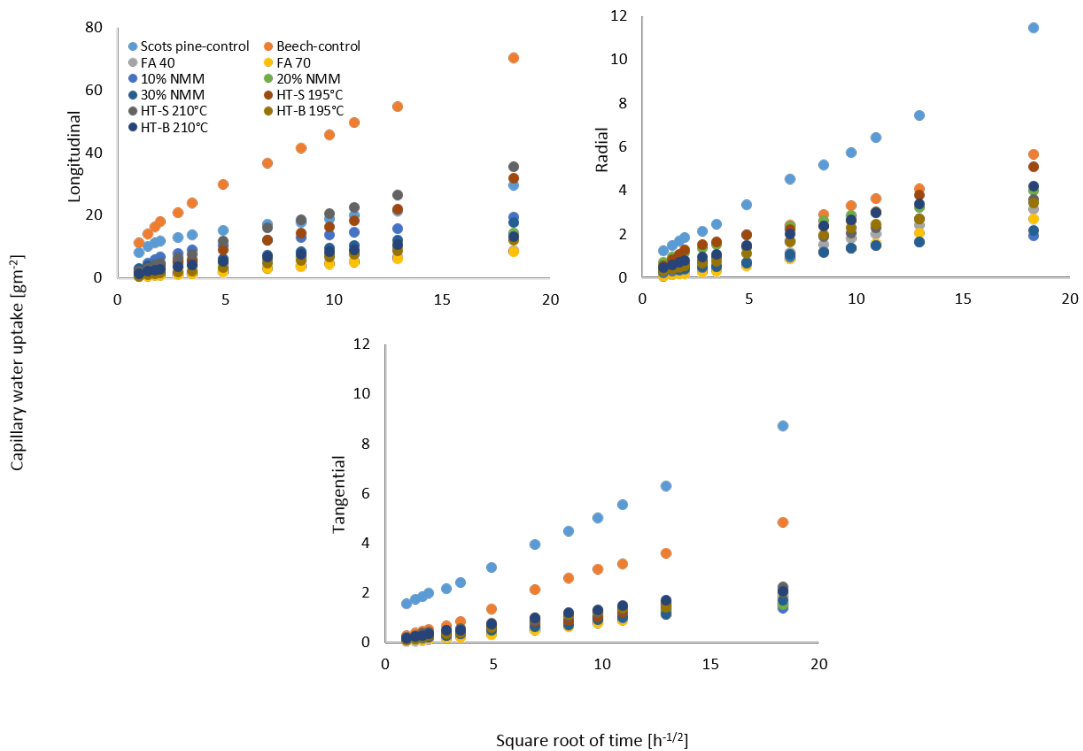 80
60
40
20
0
0 5 10 15 20
Longitudinal
Scots pine-control Beech-control
FA 40 FA 70
10% NMM 20% NMM
30% NMM HT-S 195°C
HT-S 210°C HT-B 195°C
HT-B 210°C
12
10
8
6
4
2
0
0 5 10 15 20
Radial
Capillary water uptake [gm⁻²]
12
10
8
6
4
2
0
0 5 10 15 20
Tangential
Square root of time [h⁻¹/²]